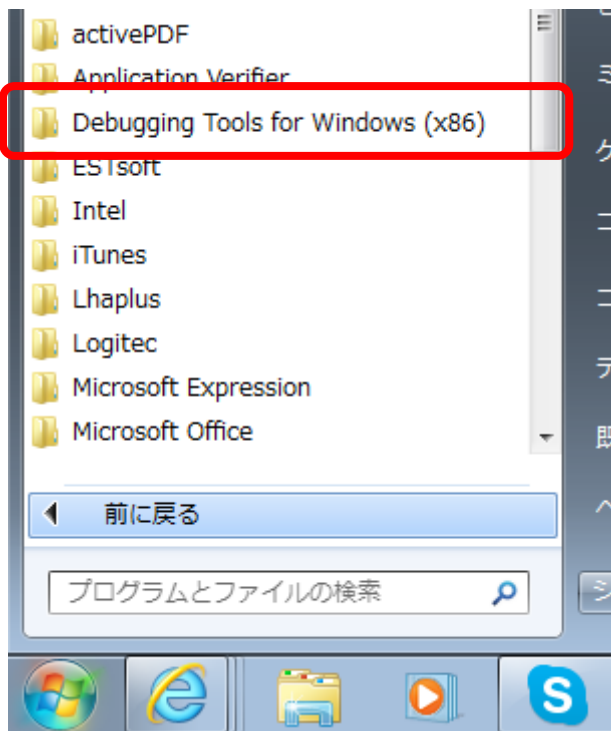 activePDF
Application Verifier
Debugging Tools for Windows (x86)
ESTsoft
Intel
iTunes
Lhaplus
Logitec
Microsoft Expression
Microsoft Office
前に戻る
プログラムとファイルの検索